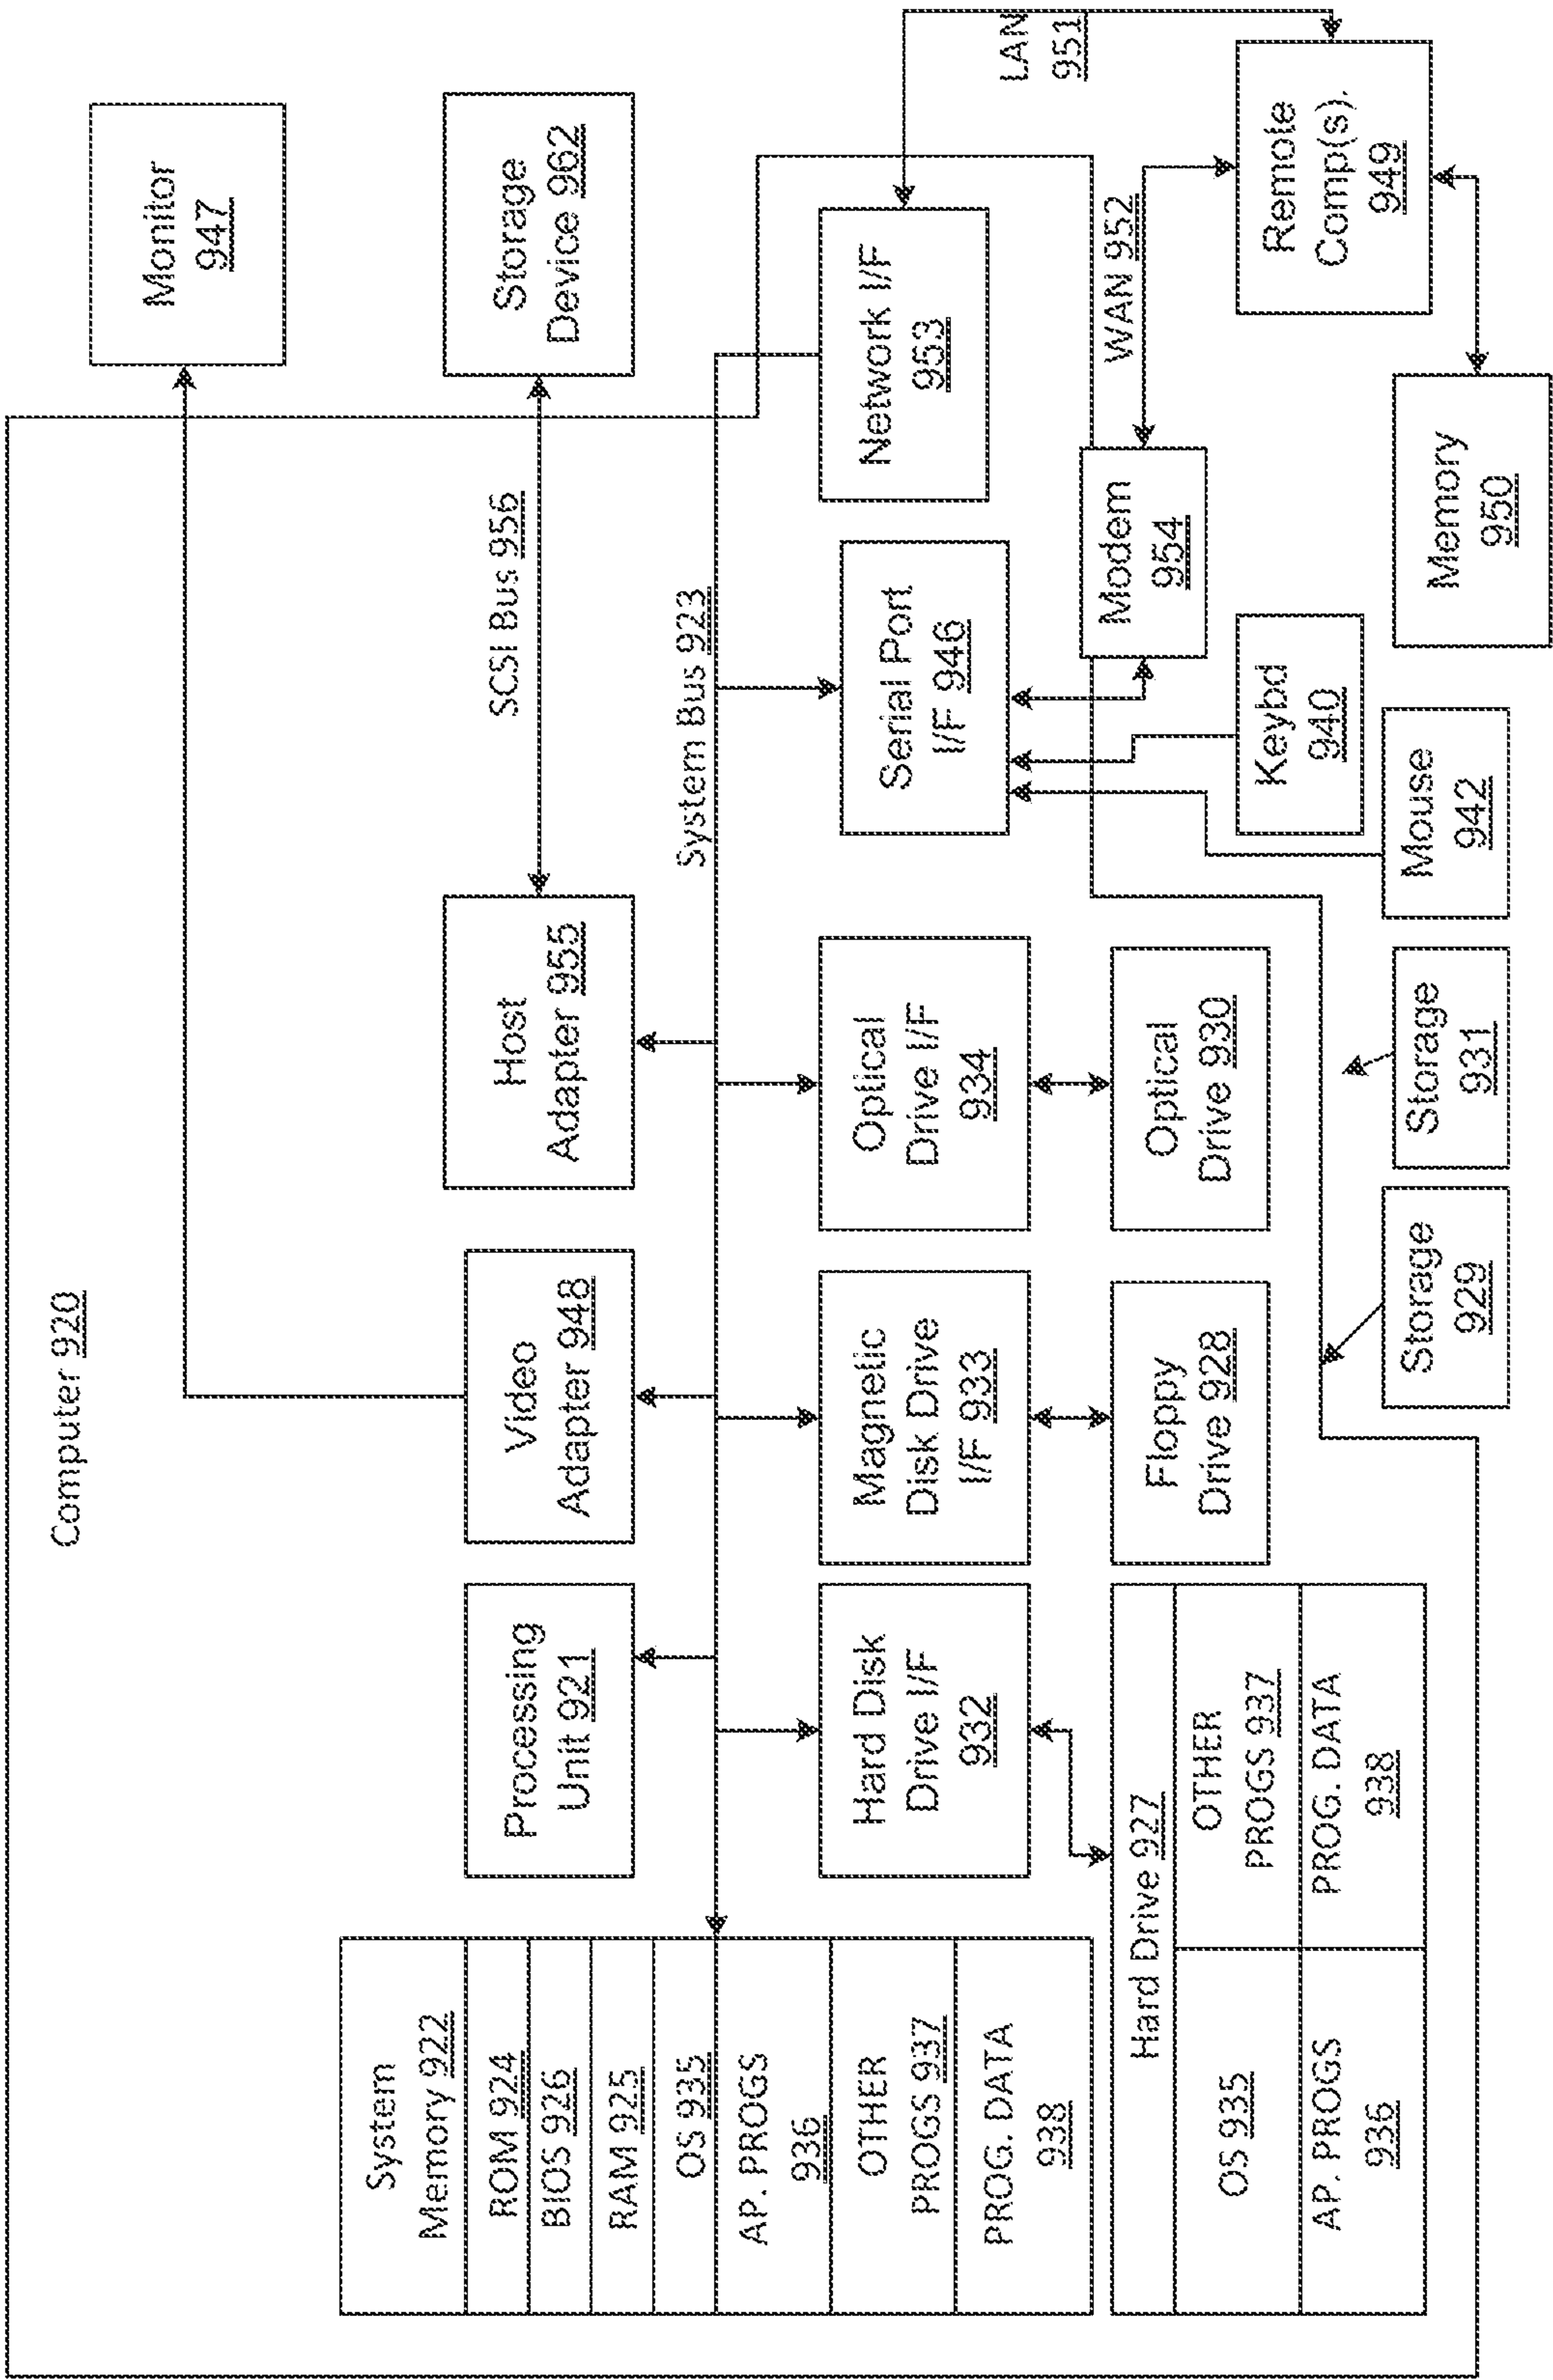 Computer 920
Monitor
947
System
Memory 922
ROM 924
BIOS 926
RAM 925
OS 935
AP. PROGS
936
OTHER
PROGS 937
PROG. DATA
938
Processing
Unit 921
Video
Adapter 948
Host
Adapter 955
SCSI Bus 956
Storage
Device 962
System Bus 923
Hard Disk
Drive I/F
932
Magnetic
Disk Drive
I/F 933
Optical
Drive I/F
934
Serial Port
I/F 946
Network I/F
953
LAN
951
Hard Drive 927
OS 935
OTHER
PROGS 937
AP. PROGS
936
PROG. DATA
938
Floppy
Drive 928
Optical
Drive 930
Modem
954
WAN 952
Keybd
940
Remote
Comp(s).
949
Storage
929
Storage
931
Mouse
942
Memory
950